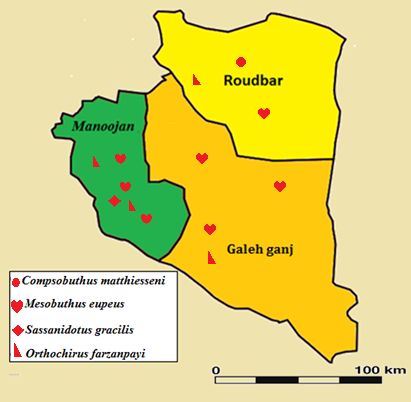 Roudbar
Manoojan
Galeh ganj
Compsobuthus matthiesseni
Mesobuthus eupeus
Sassanidotus gracilis
Orthochirus farzanpayi
0 100 km